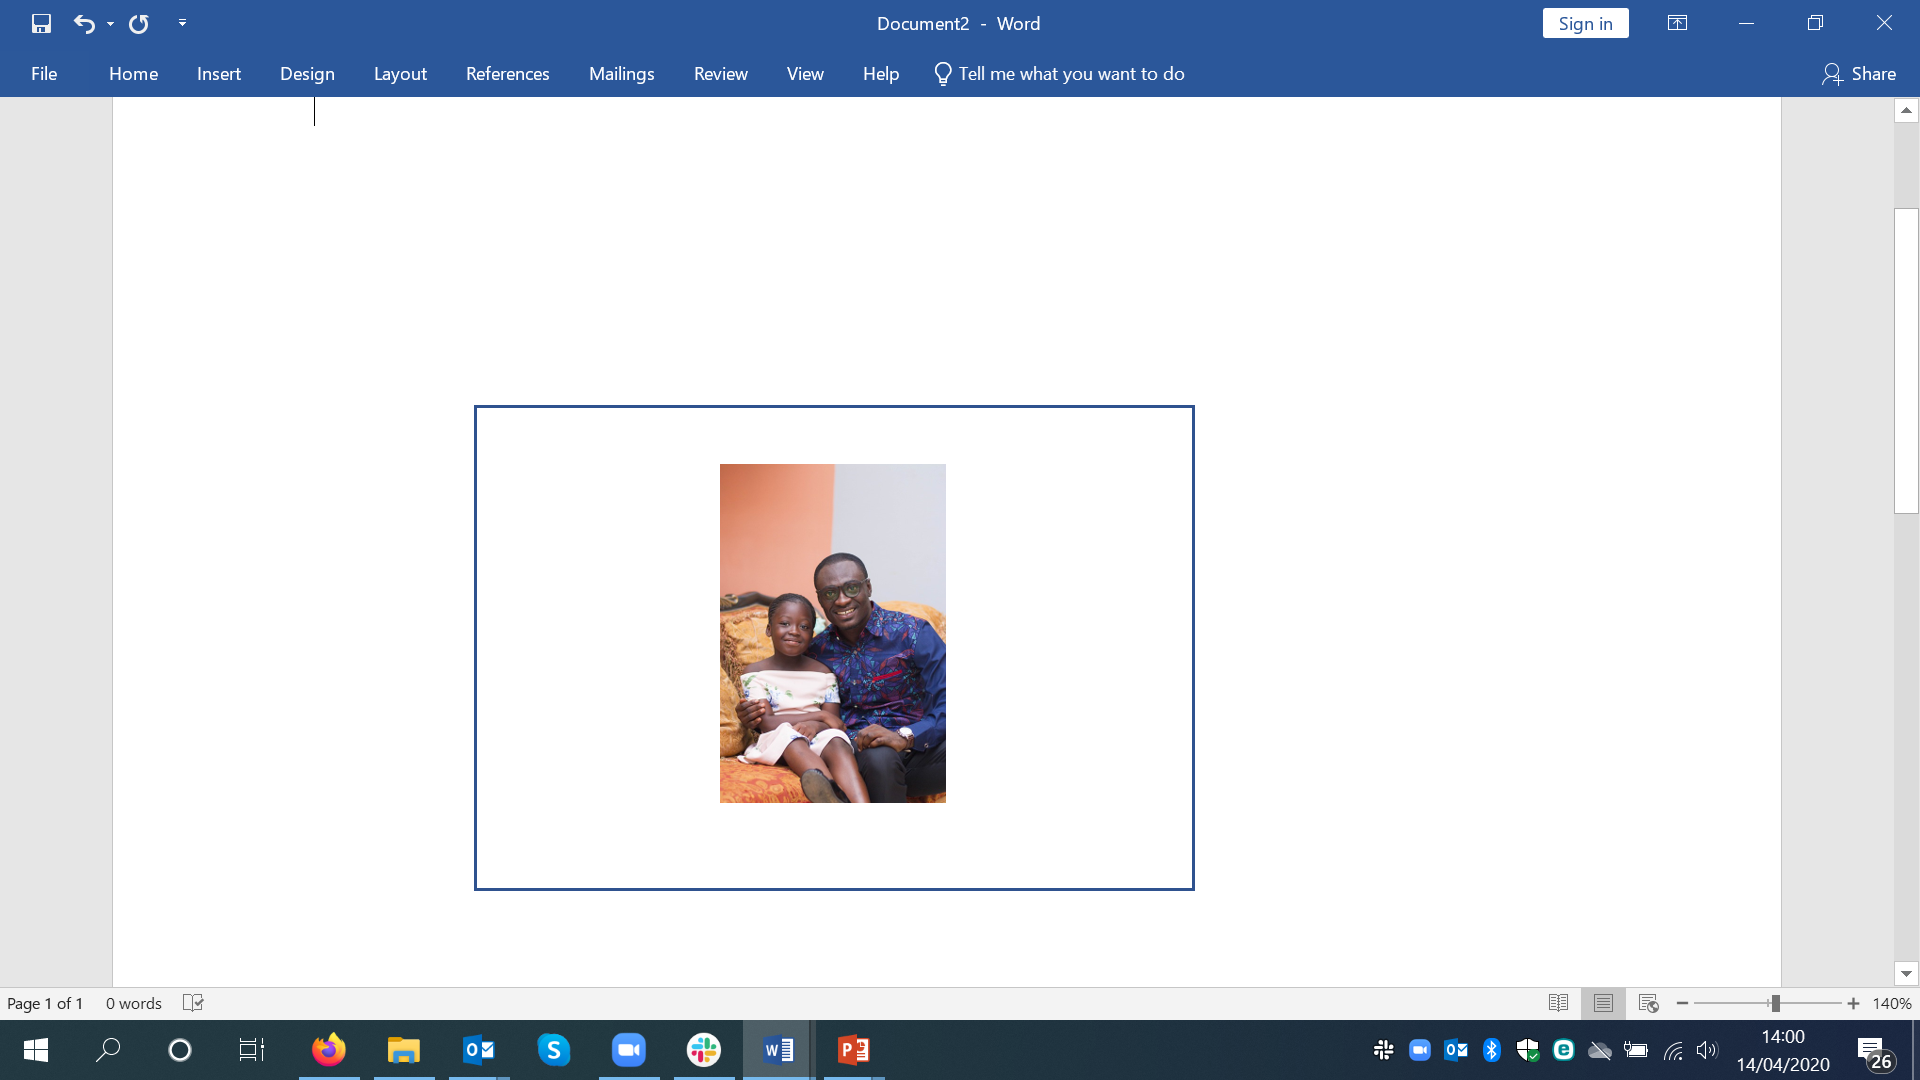 Document2 - Word
Sign in
File Home Insert Design Layout References Mailings Review View Help Tell me what you want to do Share
Page 1 of 1 0 words 140%
14:00
14/04/2020
26